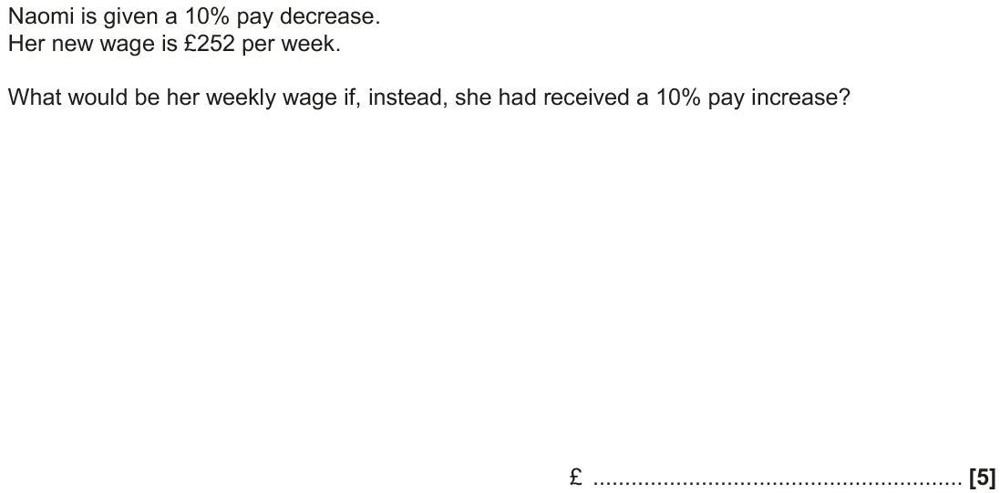 Naomi is given a 10% pay decrease.
Her new wage is £252 per week.
What would be her weekly wage if, instead, she had received a 10% pay increase?
£ .......................................................... [5]